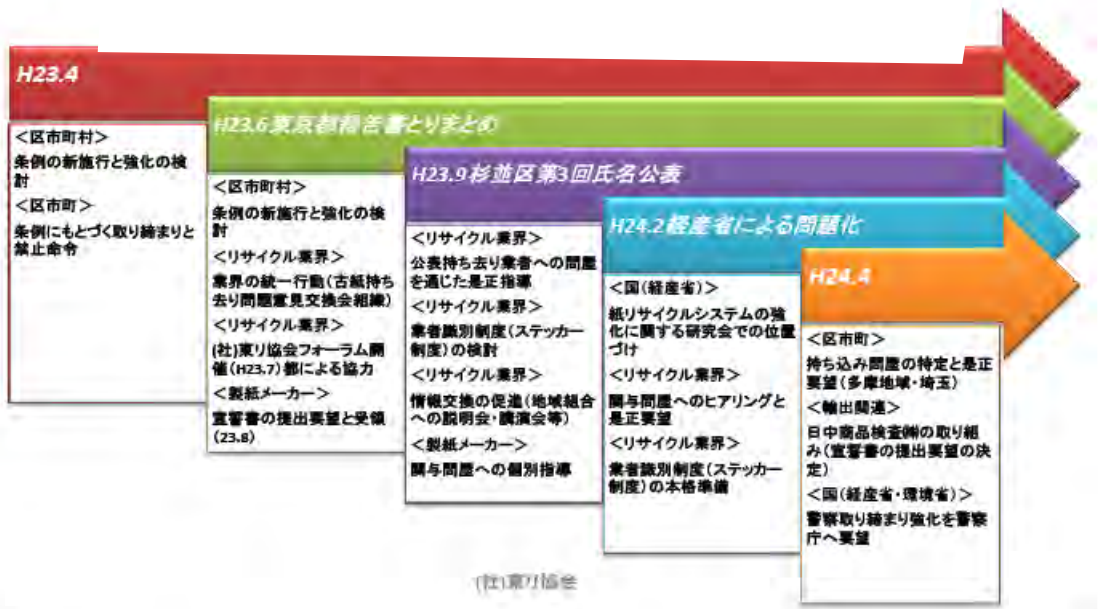 H23.4
<区市町村>
条例の新施行と強化の検
討
<区市町>
条例にもとづく取り締まりと
禁止命令
H23.6東京都報告書とりまとめ
<区市町村>
条例の新施行と強化の検
討
<リサイクル業界>
業界の統一行動(古紙持ち
去り問題意見交換会組織)
<リサイクル業界>
(社)東リ協会フォーラム開
催(H23.7)都による協力
<製紙メーカー>
宣誓書の提出要望と受領
(23.8)
H23.9杉並区第3回氏名公表
<リサイクル業界>
公表持ち去り業者への問屋
を通じた是正指導
<リサイクル業界>
業者識別制度(ステッカー
制度)の検討
<リサイクル業界>
情報交換の促進(地域組合
への説明会・講演会等)
<製紙メーカー>
関与問屋への個別指導
H24.2経産省による問題化
<国(経産省)>
紙リサイクルシステムの強
化に関する研究会での位置
づけ
<リサイクル業界>
関与問屋へのヒアリングと
是正要望
<リサイクル業界>
業者識別制度(ステッカー
制度)の本格準備
H24.4
<区市町>
持ち込み問屋の特定と是正
要望(多摩地域・埼玉)
<輸出関連>
日中商品検査㈱の取り組
み(宣誓書の提出要望の決
定)
<国(経産省・環境省)>
警察取り締まり強化を警察
庁へ要望
(社)東リ協会